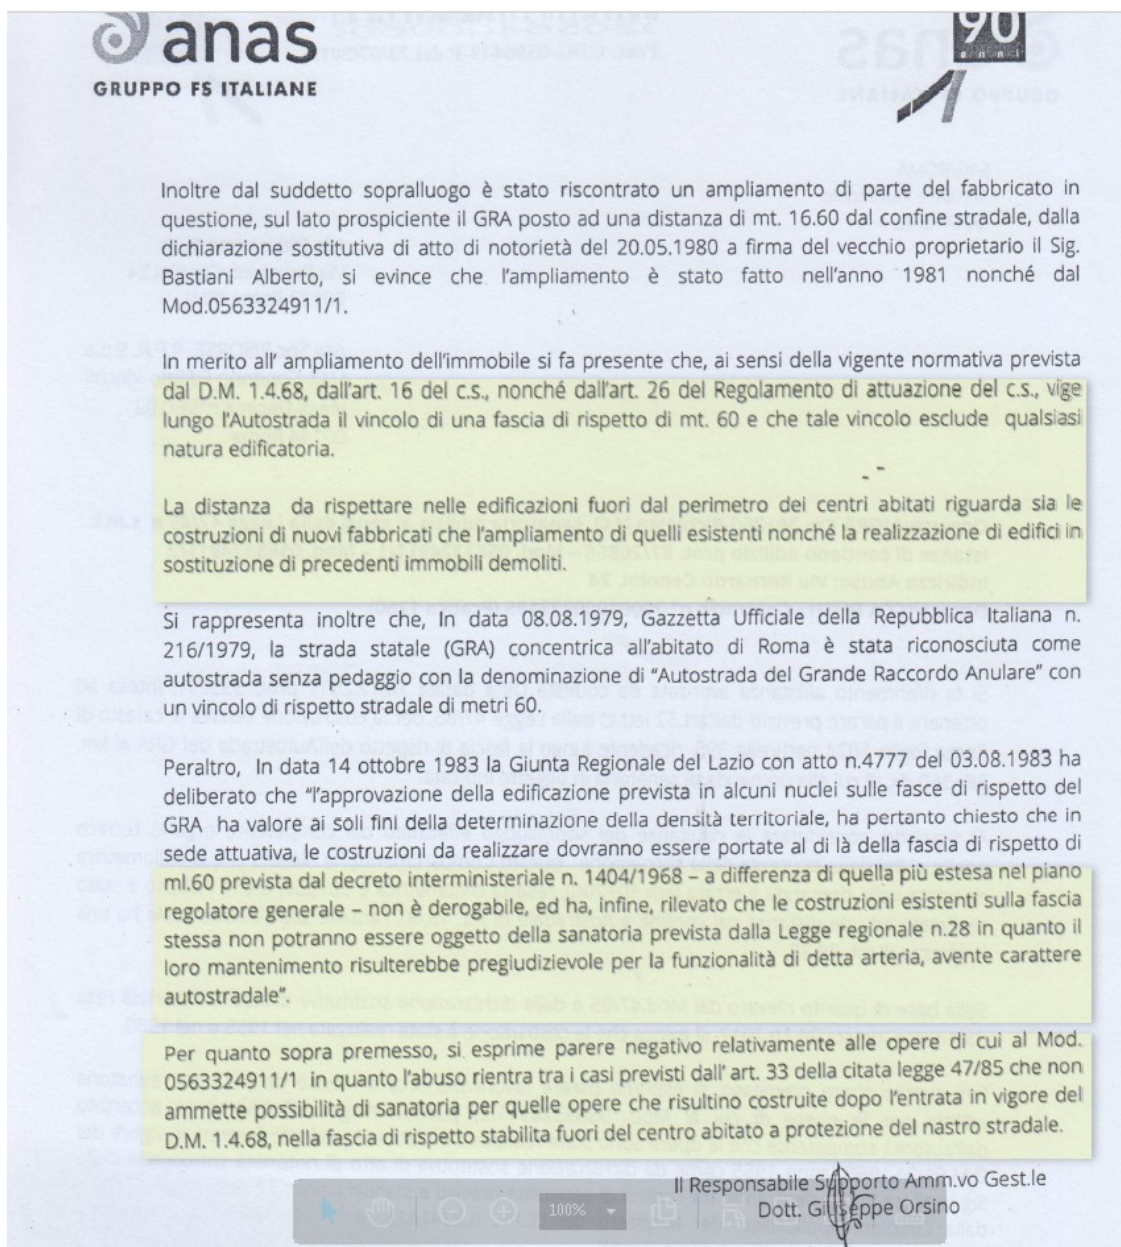 anas
GRUPPO FS ITALIANE
90
anni
Inoltre dal suddetto sopralluogo è stato riscontrato un ampliamento di parte del fabbricato in
questione, sul lato prospiciente il GRA posto ad una distanza di mt. 16.60 dal confine stradale, dalla
dichiarazione sostitutiva di atto di notorietà del 20.05.1980 a firma del vecchio proprietario il Sig.
Bastiani Alberto, si evince che l'ampliamento è stato fatto nell'anno 1981 nonché dal
Mod.0563324911/1.
In merito all' ampliamento dell'immobile si fa presente che, ai sensi della vigente normativa prevista
dal D.M. 1.4.68, dall'art. 16 del c.s., nonché dall'art. 26 del Regolamento di attuazione del c.s., vige
lungo l'Autostrada il vincolo di una fascia di rispetto di mt. 60 e che tale vincolo esclude qualsiasi
natura edificatoria.
La distanza da rispettare nelle edificazioni fuori dal perimetro dei centri abitati riguarda sia le
costruzioni di nuovi fabbricati che l'ampliamento di quelli esistenti nonché la realizzazione di edifici in
sostituzione di precedenti immobili demoliti.
Si rappresenta inoltre che, In data 08.08.1979, Gazzetta Ufficiale della Repubblica Italiana n.
216/1979, la strada statale (GRA) concentrica all'abitato di Roma è stata riconosciuta come
autostrada senza pedaggio con la denominazione di "Autostrada del Grande Raccordo Anulare" con
un vincolo di rispetto stradale di metri 60.
Peraltro, In data 14 ottobre 1983 la Giunta Regionale del Lazio con atto n.4777 del 03.08.1983 ha
deliberato che "l'approvazione della edificazione prevista in alcuni nuclei sulle fasce di rispetto del
GRA ha valore ai soli fini della determinazione della densità territoriale, ha pertanto chiesto che in
sede attuativa, le costruzioni da realizzare dovranno essere portate al di là della fascia di rispetto di
ml.60 prevista dal decreto interministeriale n. 1404/1968 – a differenza di quella più estesa nel piano
regolatore generale – non è derogabile, ed ha, infine, rilevato che le costruzioni esistenti sulla fascia
stessa non potranno essere oggetto della sanatoria prevista dalla Legge regionale n.28 in quanto il
loro mantenimento risulterebbe pregiudizievole per la funzionalità di detta arteria, avente carattere
autostradale".
Per quanto sopra premesso, si esprime parere negativo relativamente alle opere di cui al Mod.
0563324911/1 in quanto l'abuso rientra tra i casi previsti dall' art. 33 della citata legge 47/85 che non
ammette possibilità di sanatoria per quelle opere che risultino costruite dopo l'entrata in vigore del
D.M. 1.4.68, nella fascia di rispetto stabilita fuori del centro abitato a protezione del nastro stradale.
Il Responsabile Supporto Amm.vo Gest.le
Dott. Giuseppe Orsino
100%